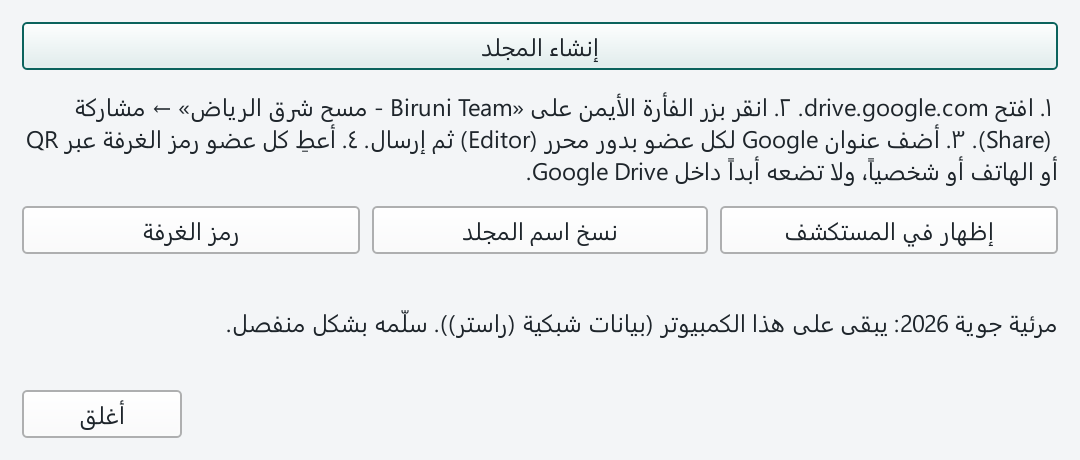 إنشاء المجلد
١. افتح drive.google.com. ٢. انقر بزر الفأرة الأيمن على «Biruni Team - مسح شرق الرياض» ← مشاركة
(Share). ٣. أضف عنوان Google لكل عضو بدور محرر (Editor) ثم إرسال. ٤. أعطِ كل عضو رمز الغرفة عبر QR
أو الهاتف أو شخصياً، ولا تضعه أبداً داخل Google Drive.
إظهار في المستكشف
نسخ اسم المجلد
رمز الغرفة
مرئية جوية 2026: يبقى على هذا الكمبيوتر (بيانات شبكية (راستر)). سلّمه بشكل منفصل.
أغلق